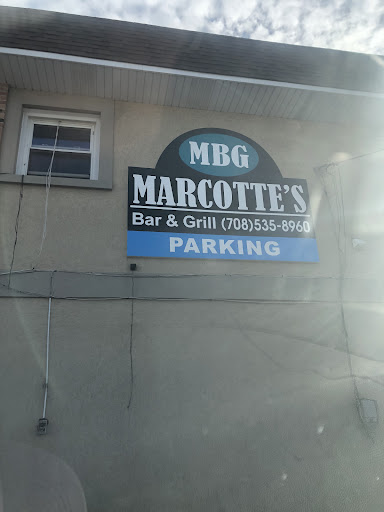 MBG
MARCOTTE'S
Bar & Grill (708)535-8960
PARKING